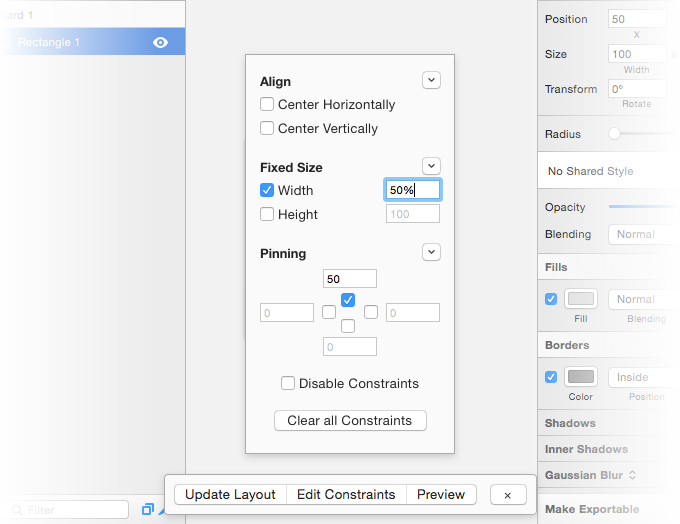 ard 1
Rectangle 1
Filter
Align
Center Horizontally
Center Vertically
Fixed Size
Width 50%
Height 100
Pinning
50
0 0
0
Disable Constraints
Clear all Constraints
Update Layout Edit Constraints Preview ×
Position 50
X
Size 100
Width
Transform 0°
Rotate
Radius
No Shared Style
Opacity
Blending Normal
Fills
Normal
Fill Blending
Borders
Inside
Color Position
Shadows
Inner Shadows
Gaussian Blur
Make Exportable